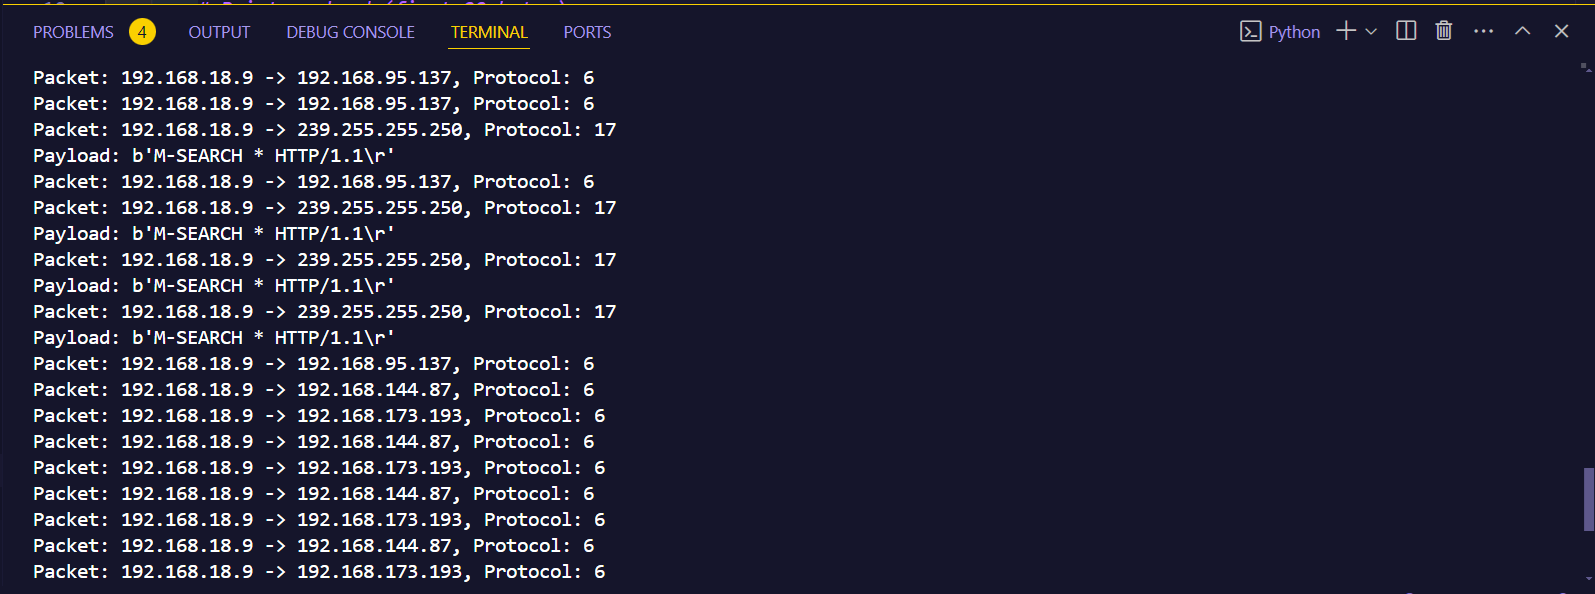 PROBLEMS 4 OUTPUT DEBUG CONSOLE TERMINAL PORTS Python
Packet: 192.168.18.9 -> 192.168.95.137, Protocol: 6
Packet: 192.168.18.9 -> 192.168.95.137, Protocol: 6
Packet: 192.168.18.9 -> 239.255.255.250, Protocol: 17
Payload: b'M-SEARCH * HTTP/1.1\r'
Packet: 192.168.18.9 -> 192.168.95.137, Protocol: 6
Packet: 192.168.18.9 -> 239.255.255.250, Protocol: 17
Payload: b'M-SEARCH * HTTP/1.1\r'
Packet: 192.168.18.9 -> 239.255.255.250, Protocol: 17
Payload: b'M-SEARCH * HTTP/1.1\r'
Packet: 192.168.18.9 -> 239.255.255.250, Protocol: 17
Payload: b'M-SEARCH * HTTP/1.1\r'
Packet: 192.168.18.9 -> 192.168.95.137, Protocol: 6
Packet: 192.168.18.9 -> 192.168.144.87, Protocol: 6
Packet: 192.168.18.9 -> 192.168.173.193, Protocol: 6
Packet: 192.168.18.9 -> 192.168.144.87, Protocol: 6
Packet: 192.168.18.9 -> 192.168.173.193, Protocol: 6
Packet: 192.168.18.9 -> 192.168.144.87, Protocol: 6
Packet: 192.168.18.9 -> 192.168.173.193, Protocol: 6
Packet: 192.168.18.9 -> 192.168.144.87, Protocol: 6
Packet: 192.168.18.9 -> 192.168.173.193, Protocol: 6